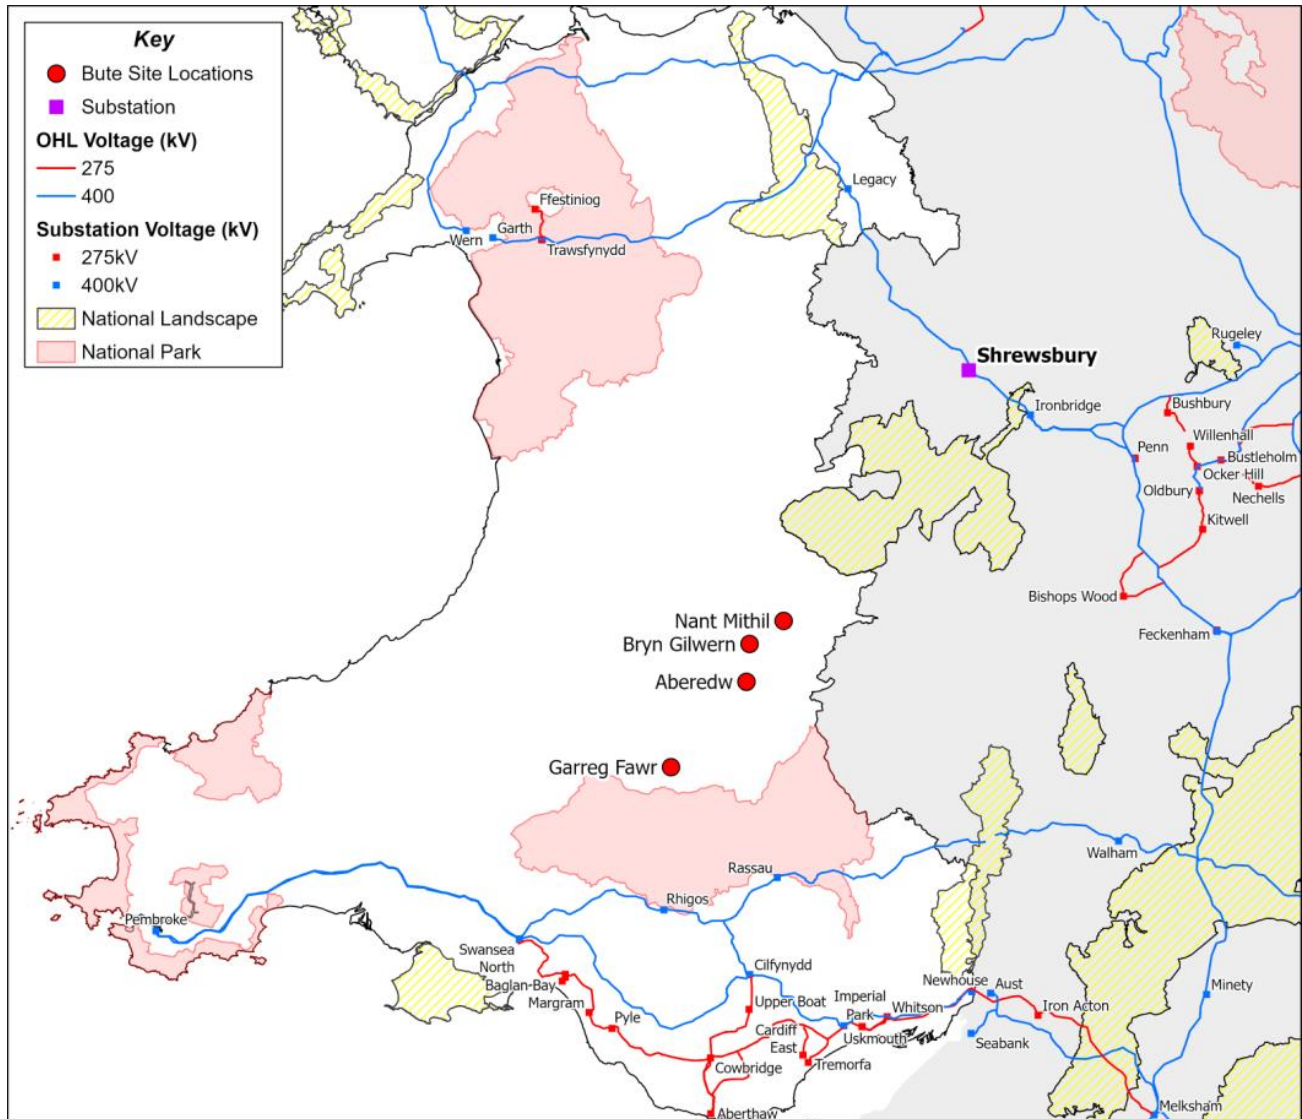 Key
Bute Site Locations
Substation
OHL Voltage (kV)
275
400
Substation Voltage (kV)
275kV
400kV
National Landscape
National Park
Legacy
Ffestiniog
Wern
Garth
Trawsfynydd
Rugeley
Shrewsbury
Ironbridge
Bushbury
Willenhall
Penn
Bustleholm
Ocker Hill
Oldbury
Nechells
Kitwell
Bishops Wood
Feckenham
Nant Mithil
Bryn Gilwern
Aberedw
Garreg Fawr
Walham
Rassau
Rhigos
Pembroke
Swansea
North
Baglan-Bay
Margram
Pyle
Cilfynydd
Upper Boat
Imperial
Park
Whitson
Uskmouth
Newhouse
Aust
Iron Acton
Minety
Seabank
Cardiff
East
Tremorfa
Cowbridge
Aberthaw
Melksham